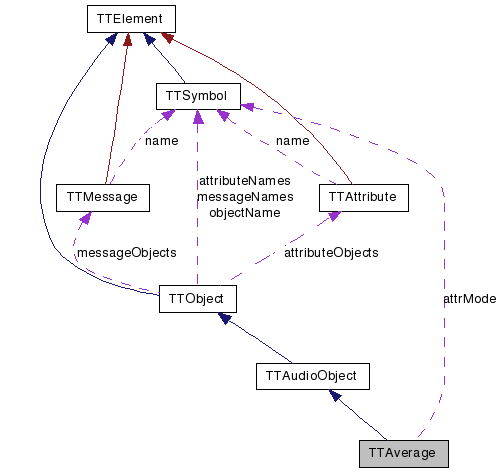 TTElement
TTSymbol
name
name
attributeNames
messageNames
objectName
TTMessage
TTAttribute
messageObjects
attributeObjects
TTObject
attrMode
TTAudioObject
TTAverage